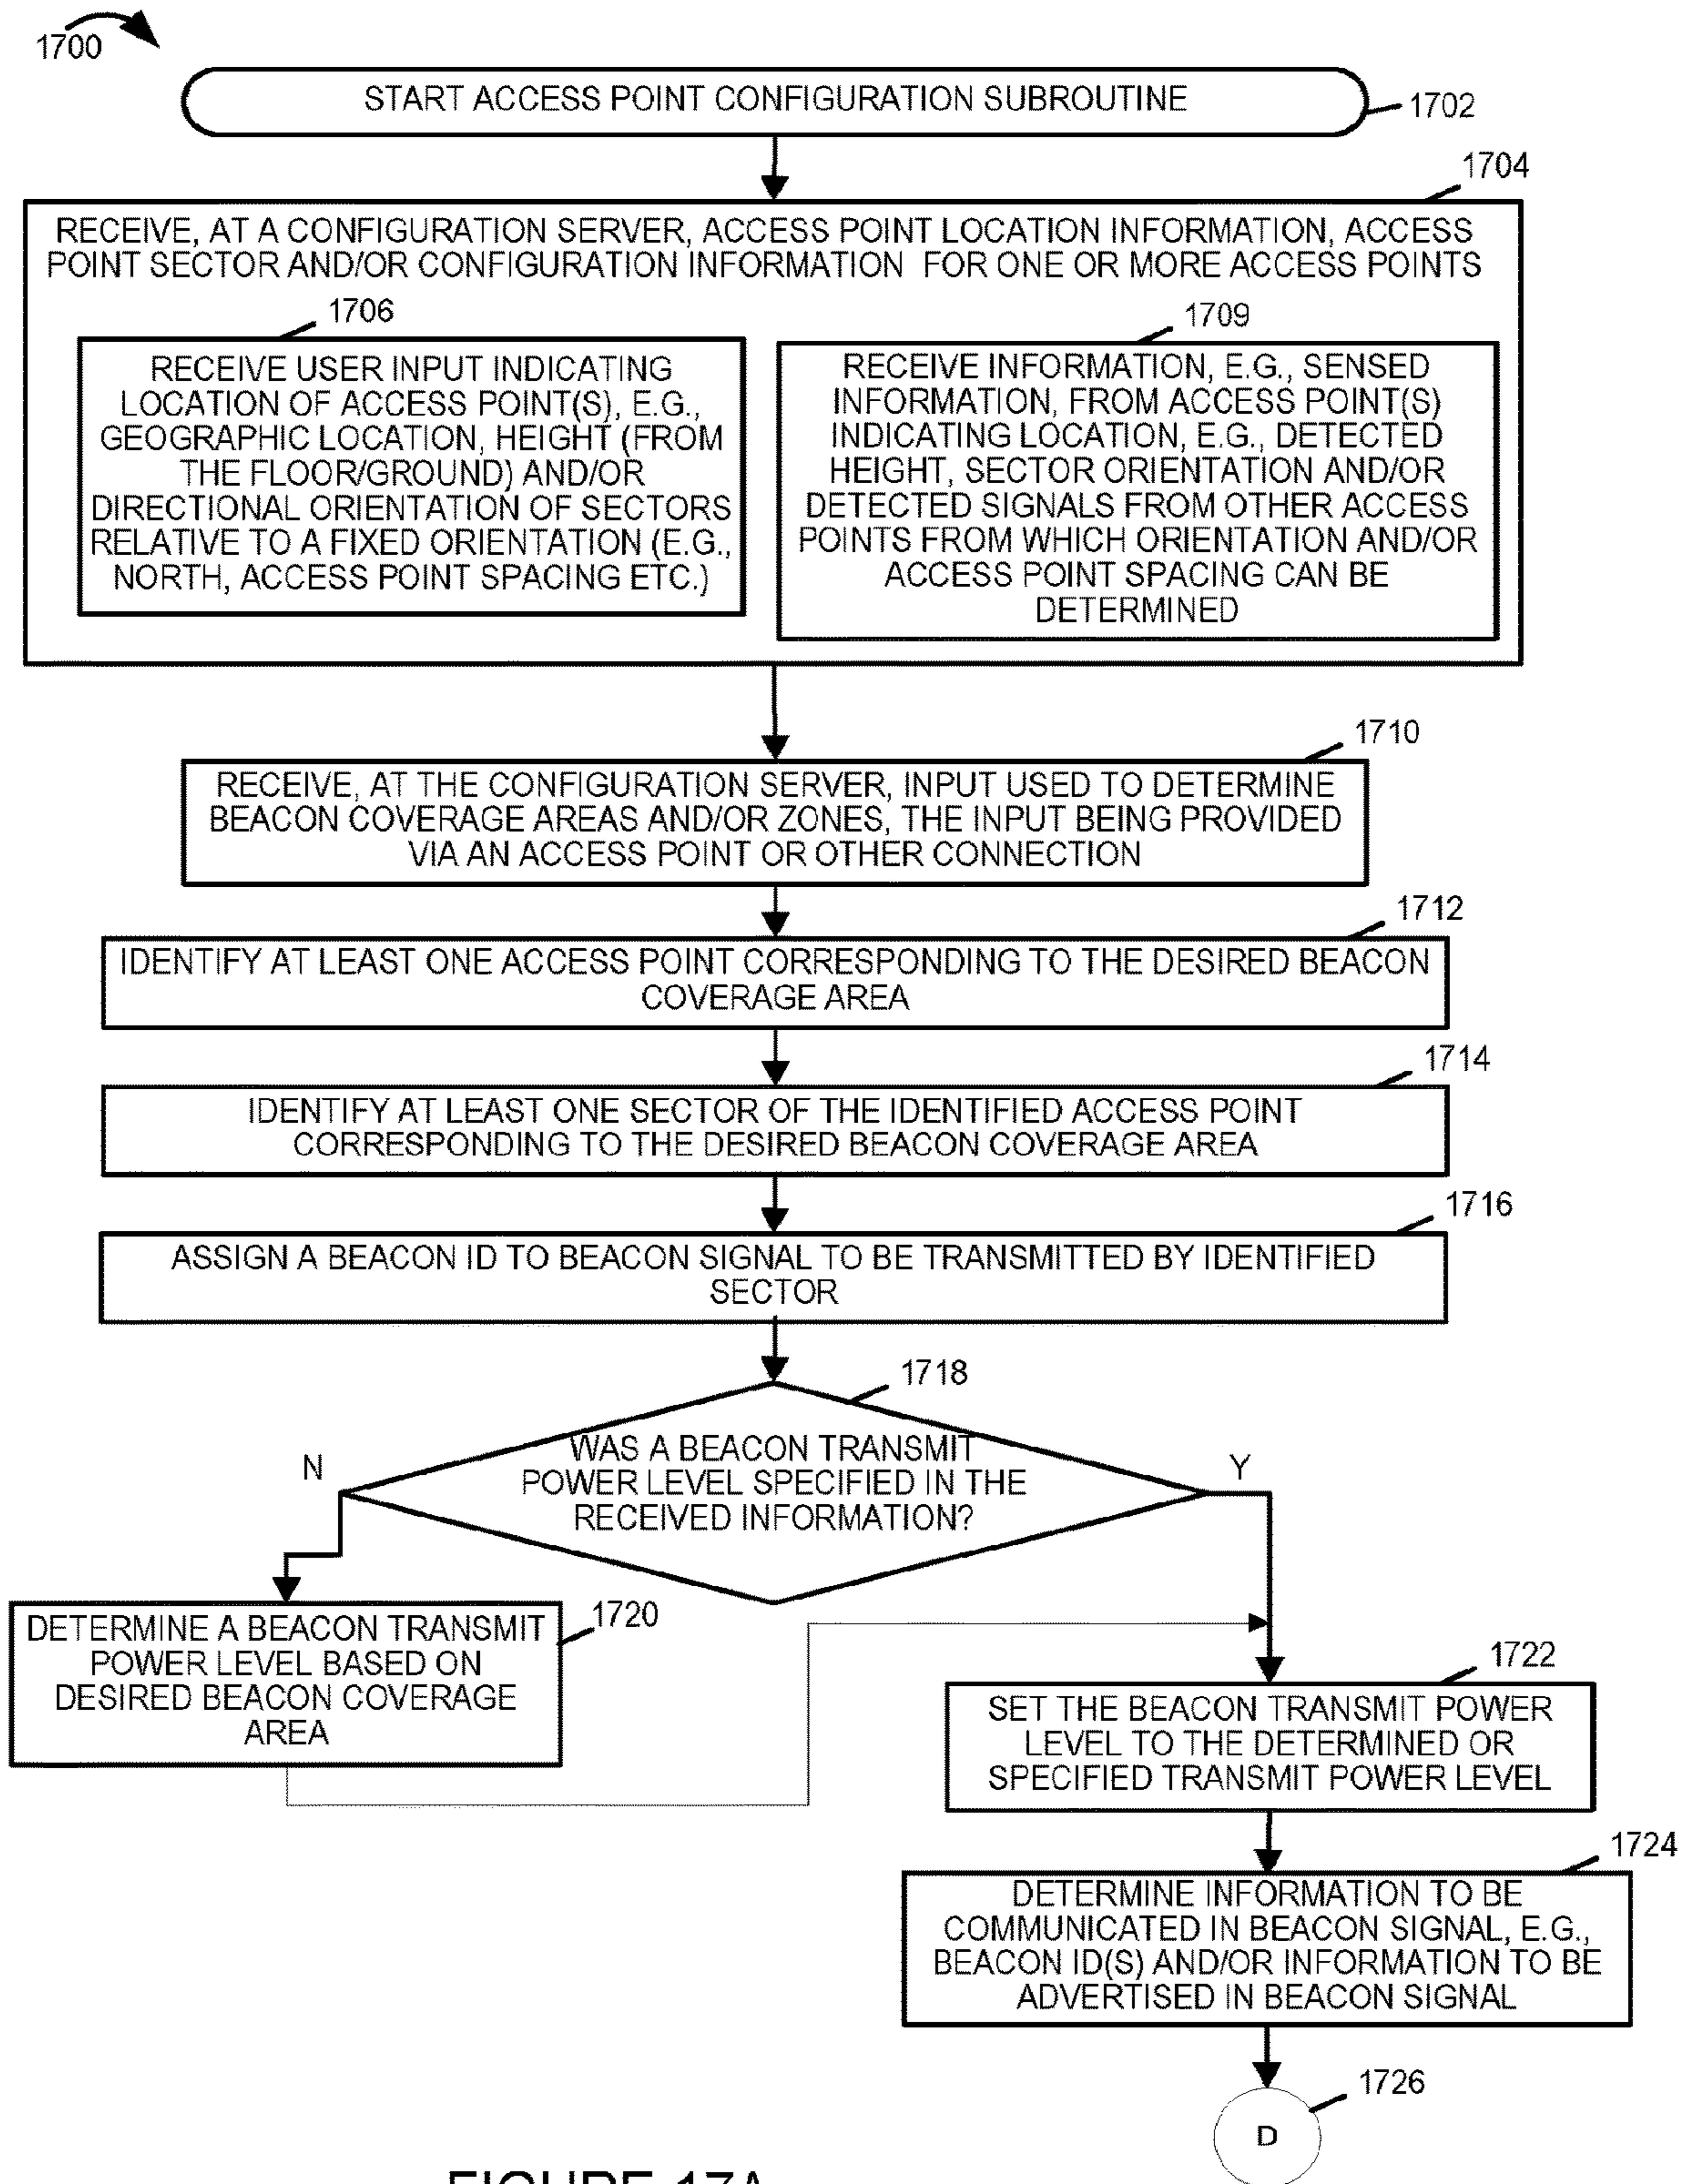 1700
START ACCESS POINT CONFIGURATION SUBROUTINE
1702
1704
RECEIVE, AT A CONFIGURATION SERVER, ACCESS POINT LOCATION INFORMATION, ACCESS
POINT SECTOR AND/OR CONFIGURATION INFORMATION FOR ONE OR MORE ACCESS POINTS
1706
RECEIVE USER INPUT INDICATING
LOCATION OF ACCESS POINT(S), E.G.,
GEOGRAPHIC LOCATION, HEIGHT (FROM
THE FLOOR/GROUND) AND/OR
DIRECTIONAL ORIENTATION OF SECTORS
RELATIVE TO A FIXED ORIENTATION (E.G.,
NORTH, ACCESS POINT SPACING ETC.)
1709
RECEIVE INFORMATION, E.G., SENSED
INFORMATION, FROM ACCESS POINT(S)
INDICATING LOCATION, E.G., DETECTED
HEIGHT, SECTOR ORIENTATION AND/OR
DETECTED SIGNALS FROM OTHER ACCESS
POINTS FROM WHICH ORIENTATION AND/OR
ACCESS POINT SPACING CAN BE
DETERMINED
1710
RECEIVE, AT THE CONFIGURATION SERVER, INPUT USED TO DETERMINE
BEACON COVERAGE AREAS AND/OR ZONES, THE INPUT BEING PROVIDED
VIA AN ACCESS POINT OR OTHER CONNECTION
1712
IDENTIFY AT LEAST ONE ACCESS POINT CORRESPONDING TO THE DESIRED BEACON
COVERAGE AREA
1714
IDENTIFY AT LEAST ONE SECTOR OF THE IDENTIFIED ACCESS POINT
CORRESPONDING TO THE DESIRED BEACON COVERAGE AREA
1716
ASSIGN A BEACON ID TO BEACON SIGNAL TO BE TRANSMITTED BY IDENTIFIED
SECTOR
1718
WAS A BEACON TRANSMIT
POWER LEVEL SPECIFIED IN THE
RECEIVED INFORMATION?
N
Y
1720
DETERMINE A BEACON TRANSMIT
POWER LEVEL BASED ON
DESIRED BEACON COVERAGE
AREA
1722
SET THE BEACON TRANSMIT POWER
LEVEL TO THE DETERMINED OR
SPECIFIED TRANSMIT POWER LEVEL
1724
DETERMINE INFORMATION TO BE
COMMUNICATED IN BEACON SIGNAL, E.G.,
BEACON ID(S) AND/OR INFORMATION TO BE
ADVERTISED IN BEACON SIGNAL
1726
D
FIGURE 17A